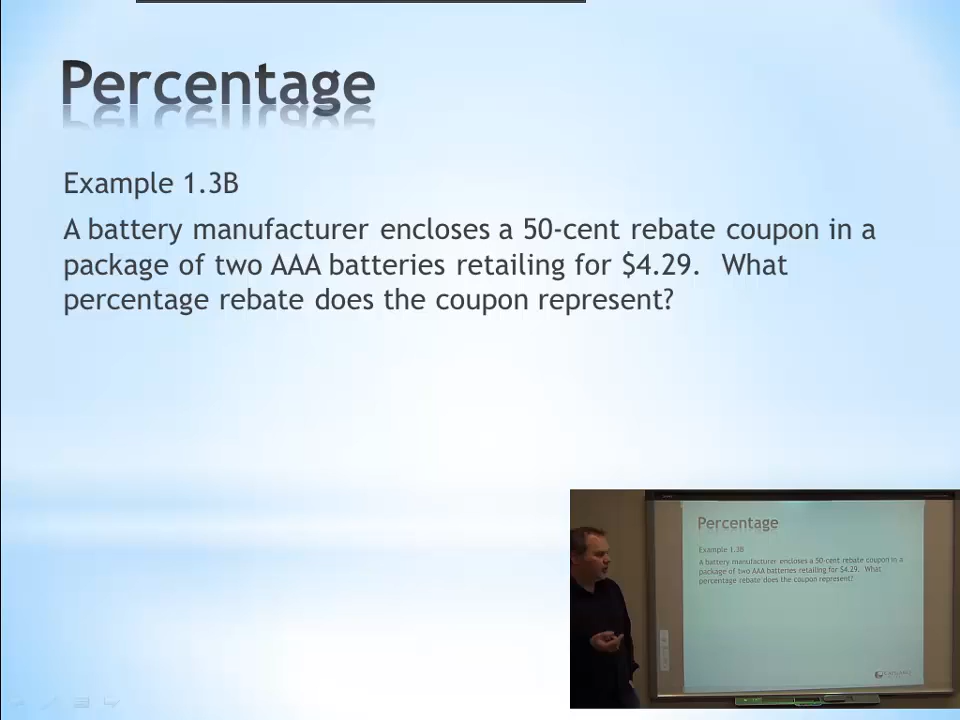 Percentage
Example 1.3B
A battery manufacturer encloses a 50-cent rebate coupon in a
package of two AAA batteries retailing for $4.29.  What
percentage rebate does the coupon represent?
Percentage
Example 1.3B
A battery manufacturer encloses a 50-cent rebate coupon in a
package of two AAA batteries retailing for $4.29.  What
percentage rebate does the coupon represent?